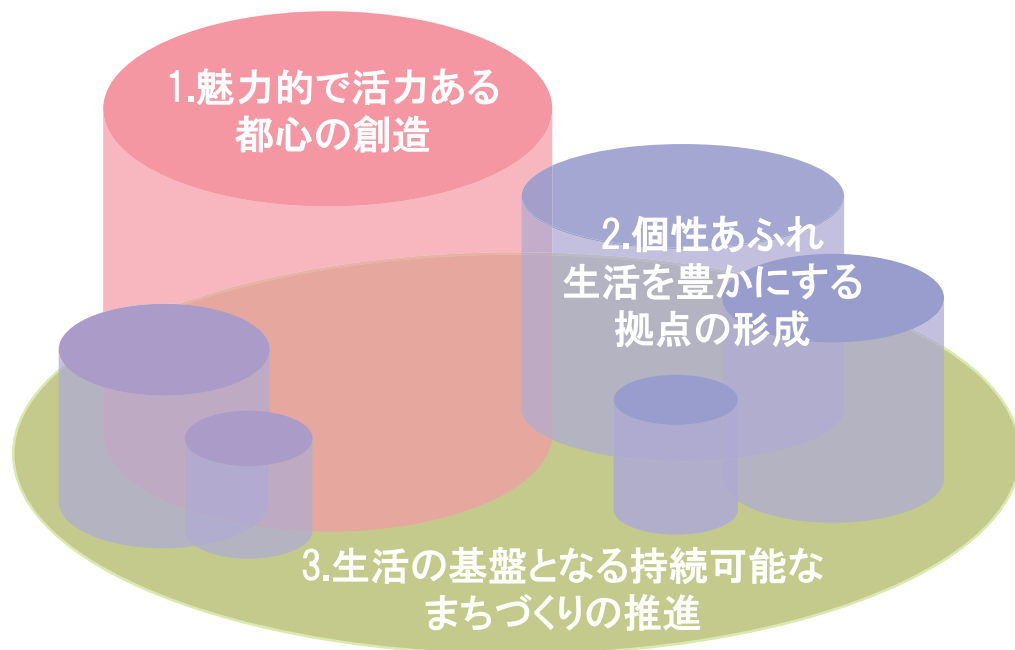 1.魅力的で活力ある
都心の創造
2.個性あふれ
生活を豊かにする
拠点の形成
3.生活の基盤となる持続可能な
まちづくりの推進